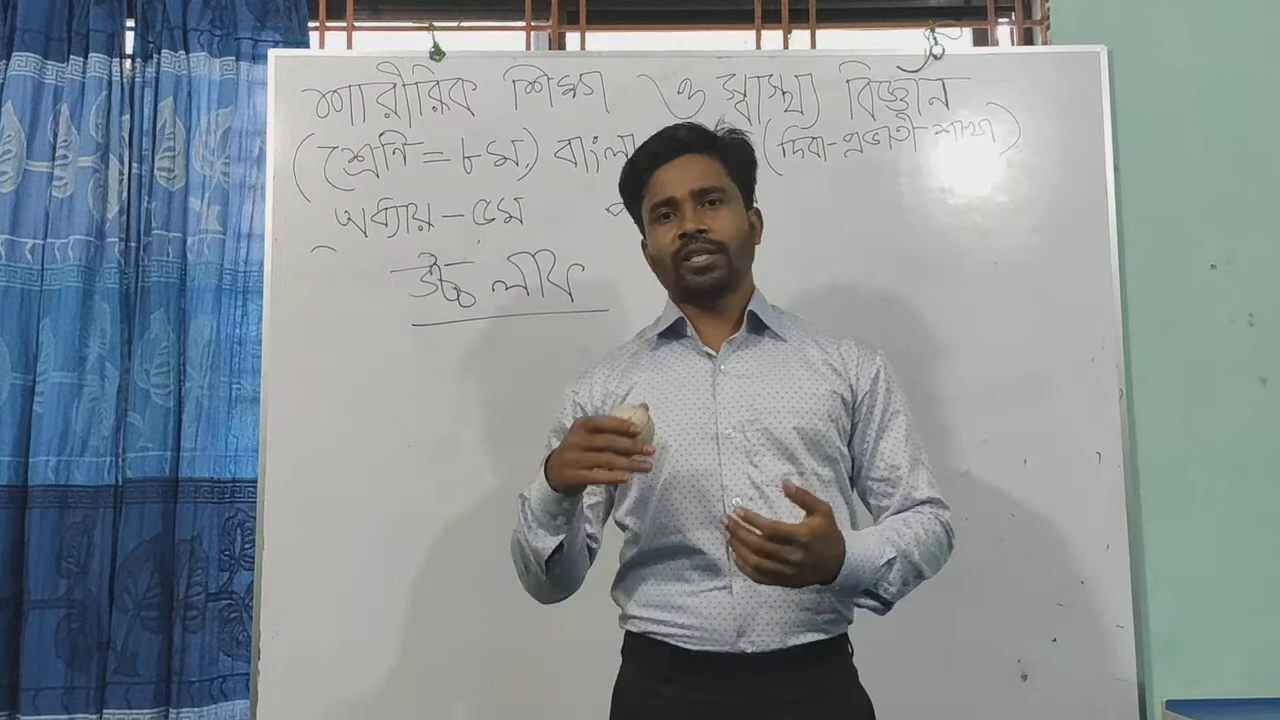 শারীরিক শিক্ষা ও স্বাস্থ্য বিজ্ঞান
(শ্রেণি = ৮ম) বাংলা (দিবা-প্রভাতী শাখা)
অধ্যায় - ৫ম
উচ্চ লাফ